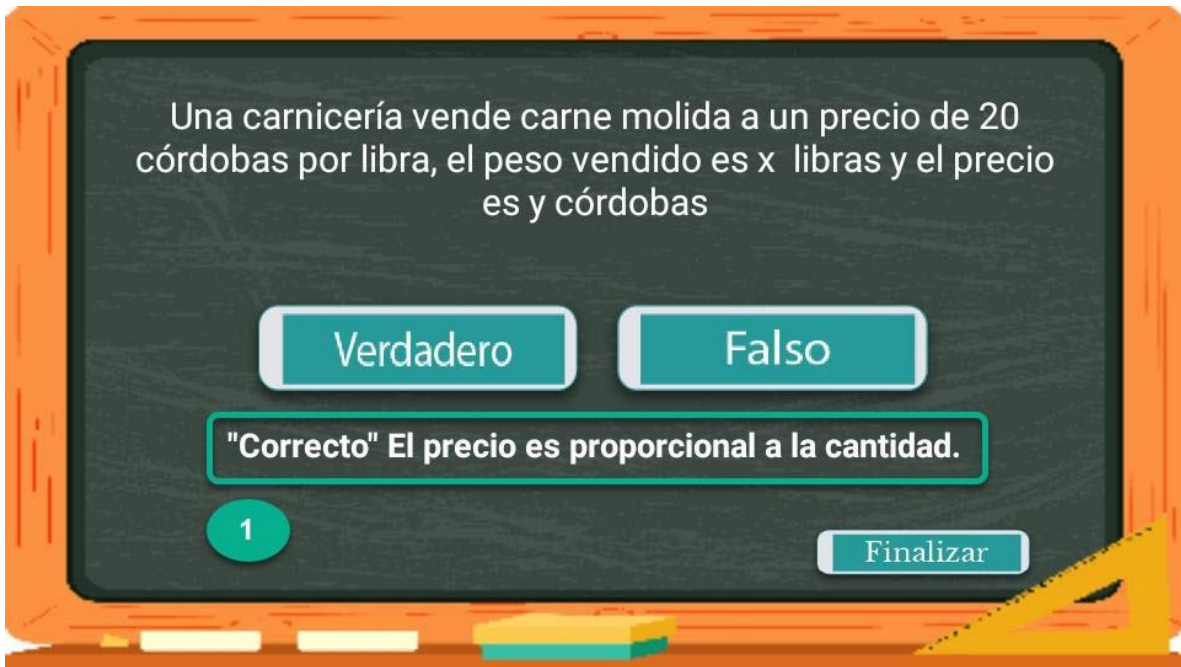 Una carnicería vende carne molida a un precio de 20
córdobas por libra, el peso vendido es x libras y el precio
es y córdobas
Verdadero
Falso
"Correcto" El precio es proporcional a la cantidad.
1
Finalizar